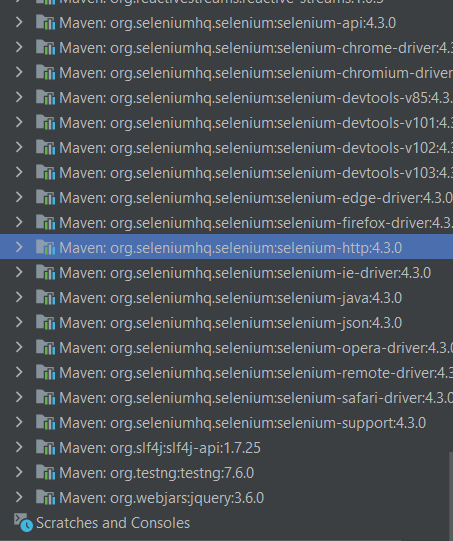 Maven: org.reactivestreams:reactive-streams:1.0.3
Maven: org.seleniumhq.selenium:selenium-api:4.3.0
Maven: org.seleniumhq.selenium:selenium-chrome-driver:4.
Maven: org.seleniumhq.selenium:selenium-chromium-driver
Maven: org.seleniumhq.selenium:selenium-devtools-v85:4.3.
Maven: org.seleniumhq.selenium:selenium-devtools-v101:4.3
Maven: org.seleniumhq.selenium:selenium-devtools-v102:4.3
Maven: org.seleniumhq.selenium:selenium-devtools-v103:4.3
Maven: org.seleniumhq.selenium:selenium-edge-driver:4.3.0
Maven: org.seleniumhq.selenium:selenium-firefox-driver:4.3.0
Maven: org.seleniumhq.selenium:selenium-http:4.3.0
Maven: org.seleniumhq.selenium:selenium-ie-driver:4.3.0
Maven: org.seleniumhq.selenium:selenium-java:4.3.0
Maven: org.seleniumhq.selenium:selenium-json:4.3.0
Maven: org.seleniumhq.selenium:selenium-opera-driver:4.3.0
Maven: org.seleniumhq.selenium:selenium-remote-driver:4.3.
Maven: org.seleniumhq.selenium:selenium-safari-driver:4.3.0
Maven: org.seleniumhq.selenium:selenium-support:4.3.0
Maven: org.slf4j:slf4j-api:1.7.25
Maven: org.testng:testng:7.6.0
Maven: org.webjars:jquery:3.6.0
Scratches and Consoles